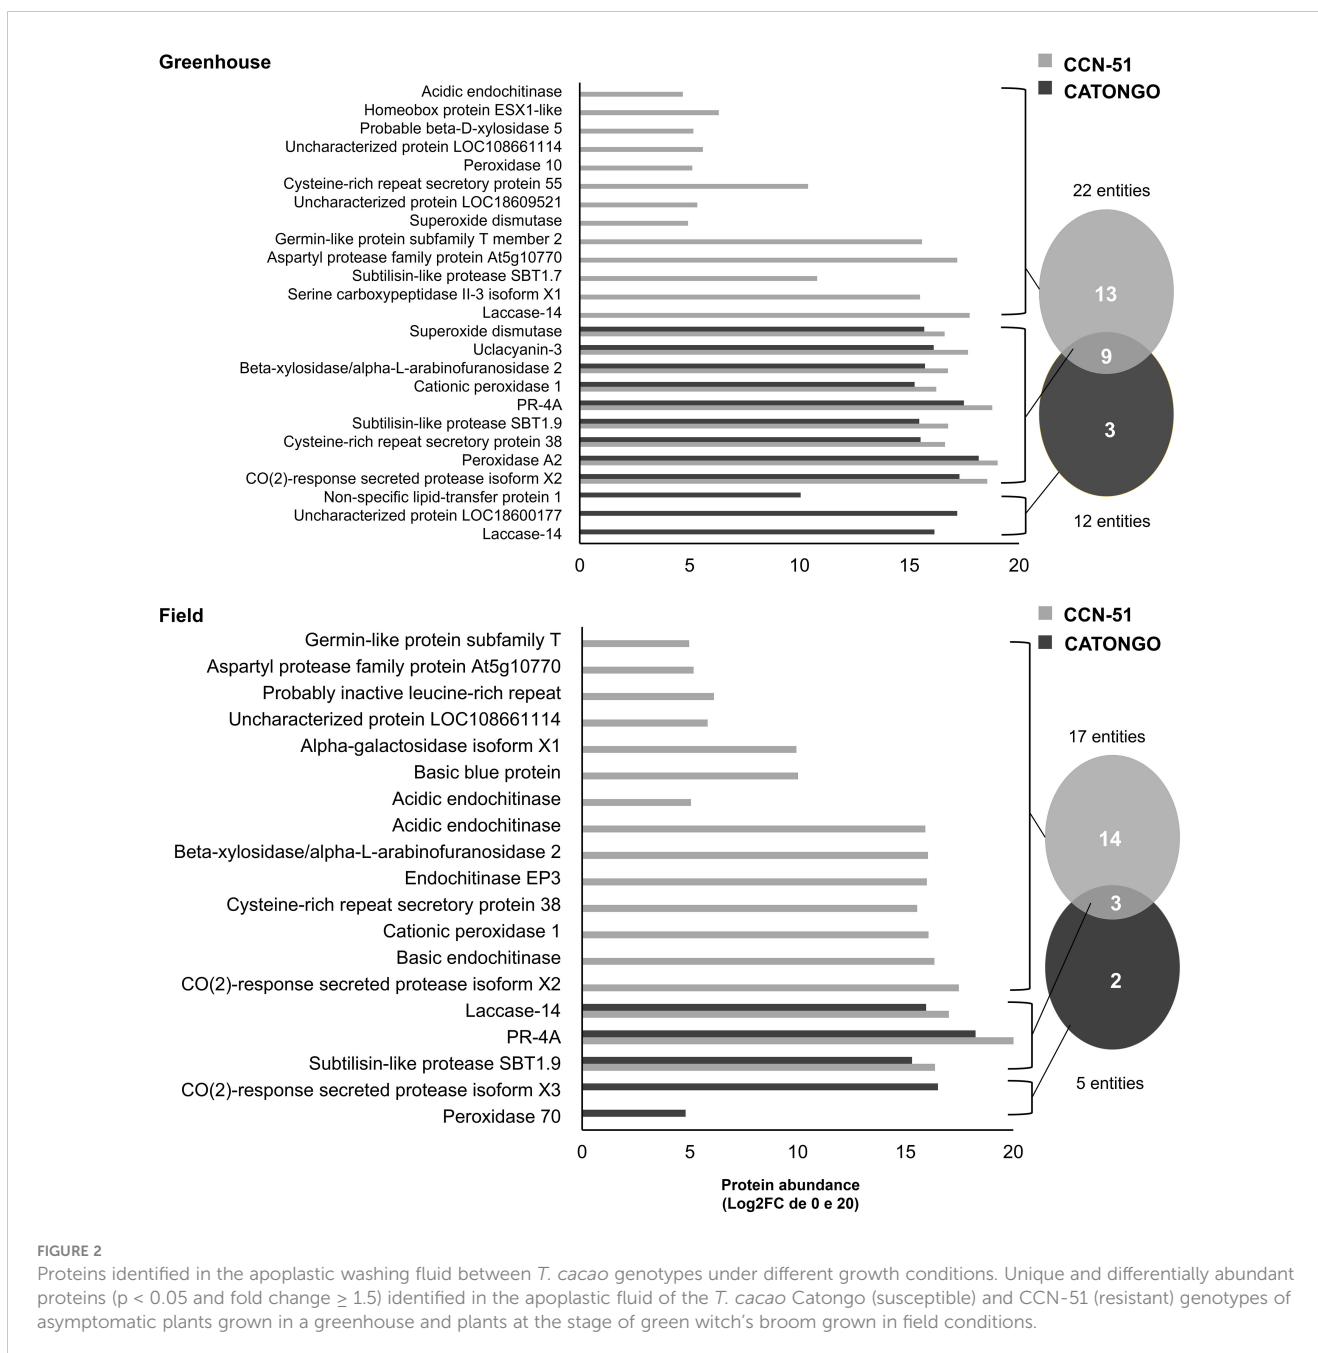 Greenhouse
CCN-51
CATONGO
Acidic endochitinase
Homeobox protein ESX1-like
Probable beta-D-xylosidase 5
Uncharacterized protein LOC108661114
Peroxidase 10
Cysteine-rich repeat secretory protein 55
Uncharacterized protein LOC18609521
Superoxide dismutase
Germin-like protein subfamily T member 2
Aspartyl protease family protein At5g10770
Subtilisin-like protease SBT1.7
Serine carboxypeptidase II-3 isoform X1
Laccase-14
Superoxide dismutase
Uclacyanin-3
Beta-xylosidase/alpha-L-arabinofuranosidase 2
Cationic peroxidase 1
PR-4A
Subtilisin-like protease SBT1.9
Cysteine-rich repeat secretory protein 38
Peroxidase A2
CO(2)-response secreted protease isoform X2
Non-specific lipid-transfer protein 1
Uncharacterized protein LOC18600177
Laccase-14
0 5 10 15 20
22 entities
13
9
3
12 entities
Field
CCN-51
CATONGO
Germin-like protein subfamily T
Aspartyl protease family protein At5g10770
Probably inactive leucine-rich repeat
Uncharacterized protein LOC108661114
Alpha-galactosidase isoform X1
Basic blue protein
Acidic endochitinase
Acidic endochitinase
Beta-xylosidase/alpha-L-arabinofuranosidase 2
Endochitinase EP3
Cysteine-rich repeat secretory protein 38
Cationic peroxidase 1
Basic endochitinase
CO(2)-response secreted protease isoform X2
Laccase-14
PR-4A
Subtilisin-like protease SBT1.9
CO(2)-response secreted protease isoform X3
Peroxidase 70
0 5 10 15 20
17 entities
14
3
2
5 entities
Protein abundance
(Log2FC de 0 e 20)
FIGURE 2
Proteins identified in the apoplastic washing fluid between T. cacao genotypes under different growth conditions. Unique and differentially abundant
proteins (p < 0.05 and fold change ≥ 1.5) identified in the apoplastic fluid of the T. cacao Catongo (susceptible) and CCN-51 (resistant) genotypes of
asymptomatic plants grown in a greenhouse and plants at the stage of green witch's broom grown in field conditions.